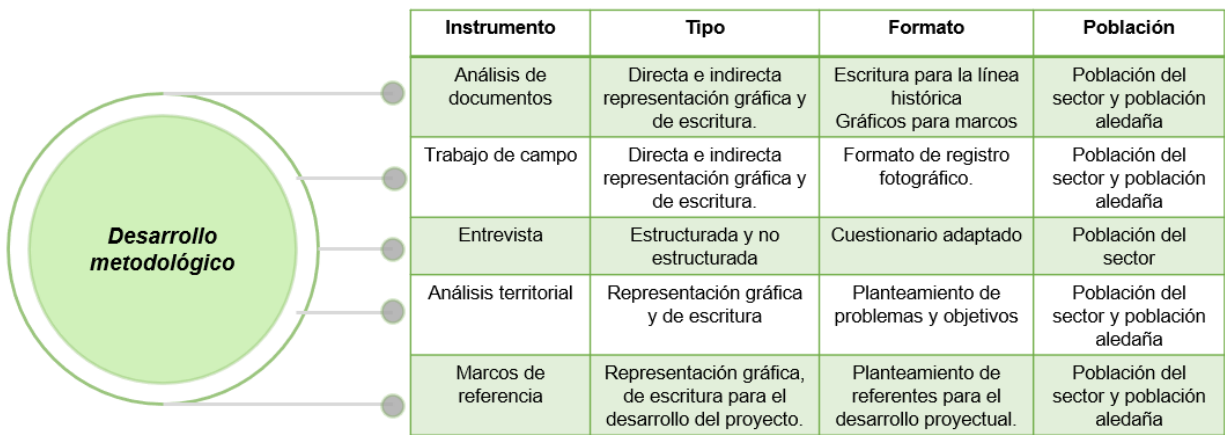 Desarrollo
metodológico
Instrumento Tipo Formato Población
Análisis de
documentos
Directa e indirecta
representación gráfica y
de escritura.
Escritura para la línea
histórica
Gráficos para marcos
Población del
sector y población
aledaña
Trabajo de campo
Directa e indirecta
representación gráfica y
de escritura.
Formato de registro
fotográfico.
Población del
sector y población
aledaña
Entrevista
Estructurada y no
estructurada
Cuestionario adaptado
Población del
sector
Análisis territorial
Representación gráfica
y de escritura
Planteamiento de
problemas y objetivos
Población del
sector y población
aledaña
Marcos de
referencia
Representación gráfica,
de escritura para el
desarrollo del proyecto.
Planteamiento de
referentes para el
desarrollo proyectual.
Población del
sector y población
aledaña